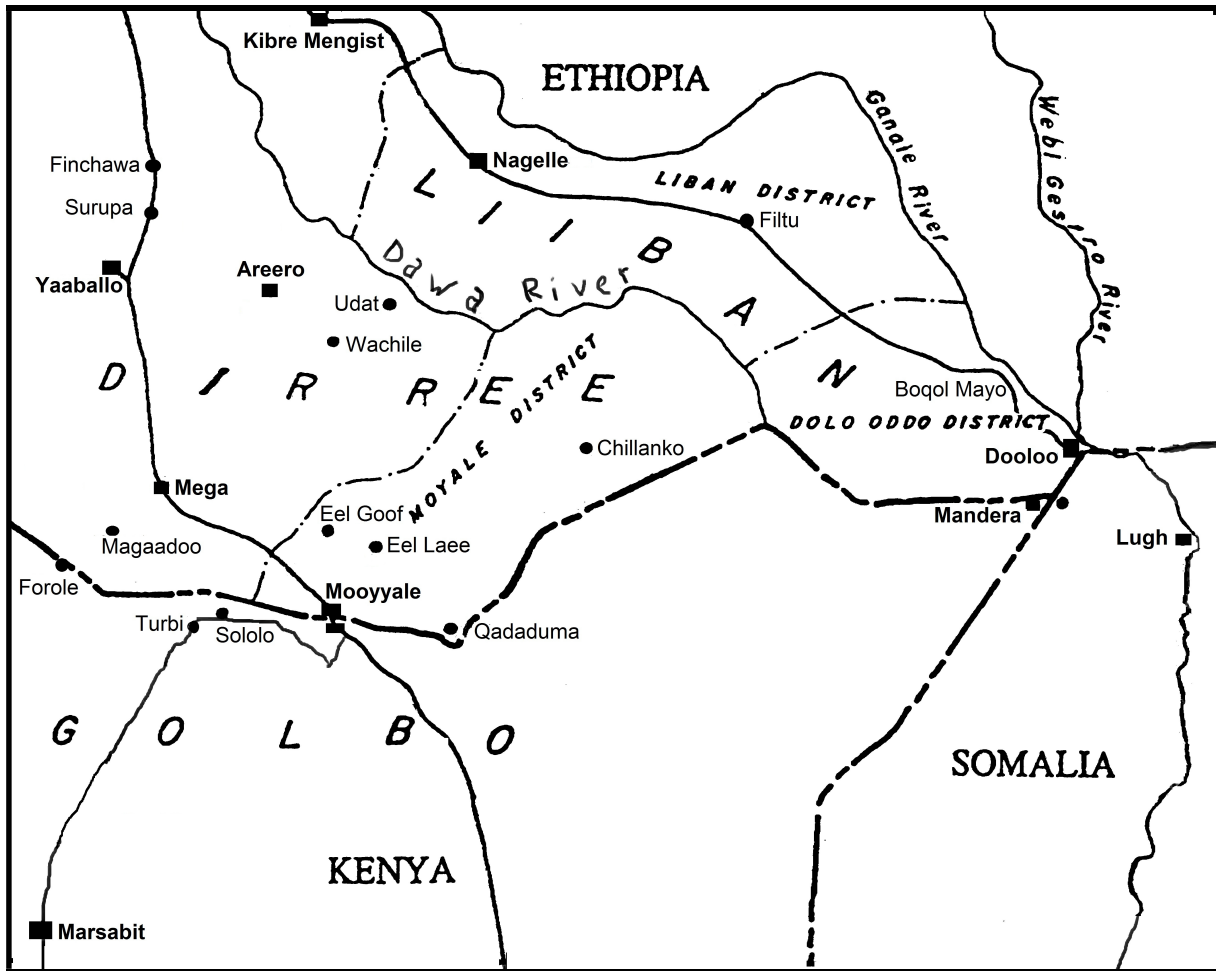 Kibre Mengist
ETHIOPIA
Ganale River
Webi Gestro River
Finchawa
Nagelle
LIBAN DISTRICT
Surupa
Filtu
LIIBAN
Yaaballo
Areero
Dawa River
Udat
Wachile
DIRREE
MOYALE DISTRICT
Boqol Mayo
DOLO ODDO DISTRICT
Chillanko
Dooloo
Mega
Mandera
Eel Goof
Lugh
Magaadoo
Eel Laee
Forole
Mooyyale
Turbi
Sololo
Qadaduma
GOLBO
SOMALIA
KENYA
Marsabit